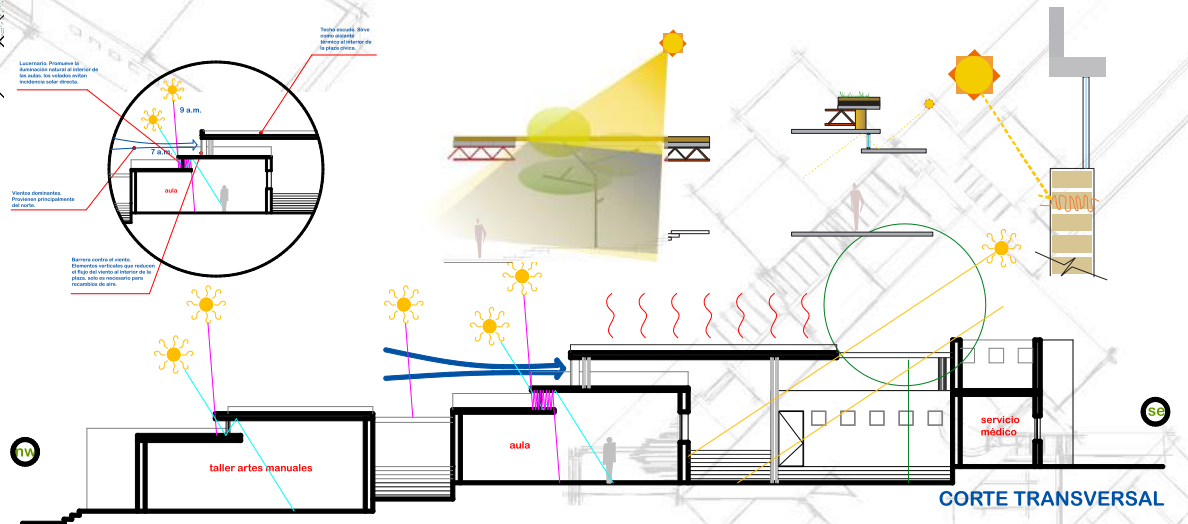 Techo escudo. Sirve
como aislante
térmico al interior de
la plaza cívica.
Lucernario. Promueve la
iluminación natural al interior de
las aulas, los volados evitan
incidencia solar directa.
9 a.m.
7 a.m.
aula
Vientos dominantes.
Provienen principalmente
del norte.
Barrera contra el viento.
Elementos verticales que reducen
el flujo del viento al interior de la
plaza, solo es necesario para
recambios de aire.
nw
taller artes manuales
aula
servicio
médico
se
CORTE TRANSVERSAL